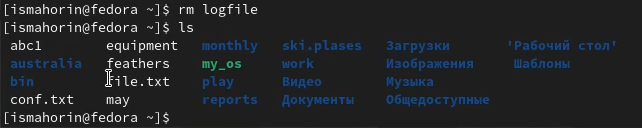 [ismahorin@fedora ~]$ rm logfile
[ismahorin@fedora ~]$ ls
abc1 equipment monthly ski.plases Загрузки 'Рабочий стол'
australia feathers my_os work Изображения Шаблоны
bin file.txt play Видео Музыка
conf.txt may reports Документы Общедоступные
[ismahorin@fedora ~]$